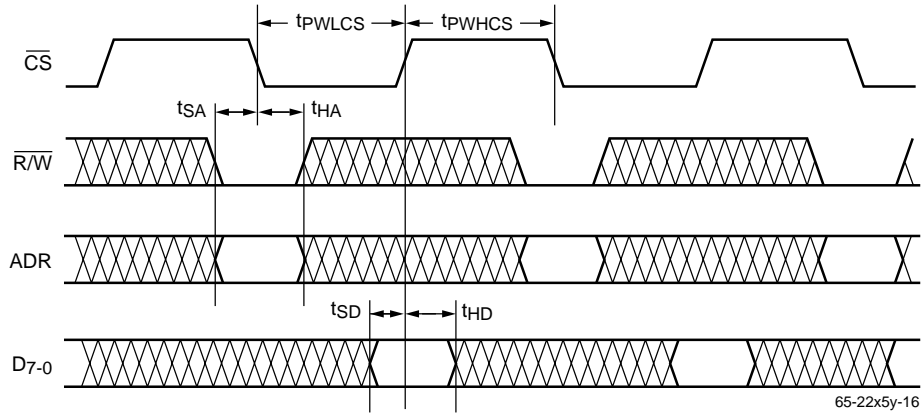 tPWLCS tPWHCS
CS
tSA tHA
R/W
ADR
tSD tHD
D7-0
65-22x5y-16